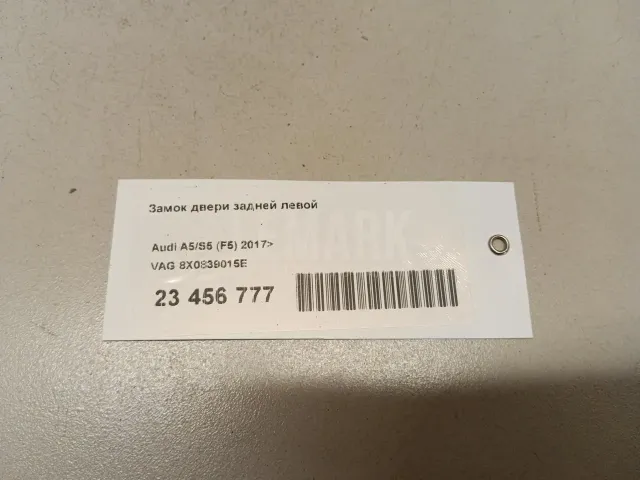 Замок двери задней левой
Audi A5/S5 (F5) 2017>
VAG 8X0839015E
23 456 777